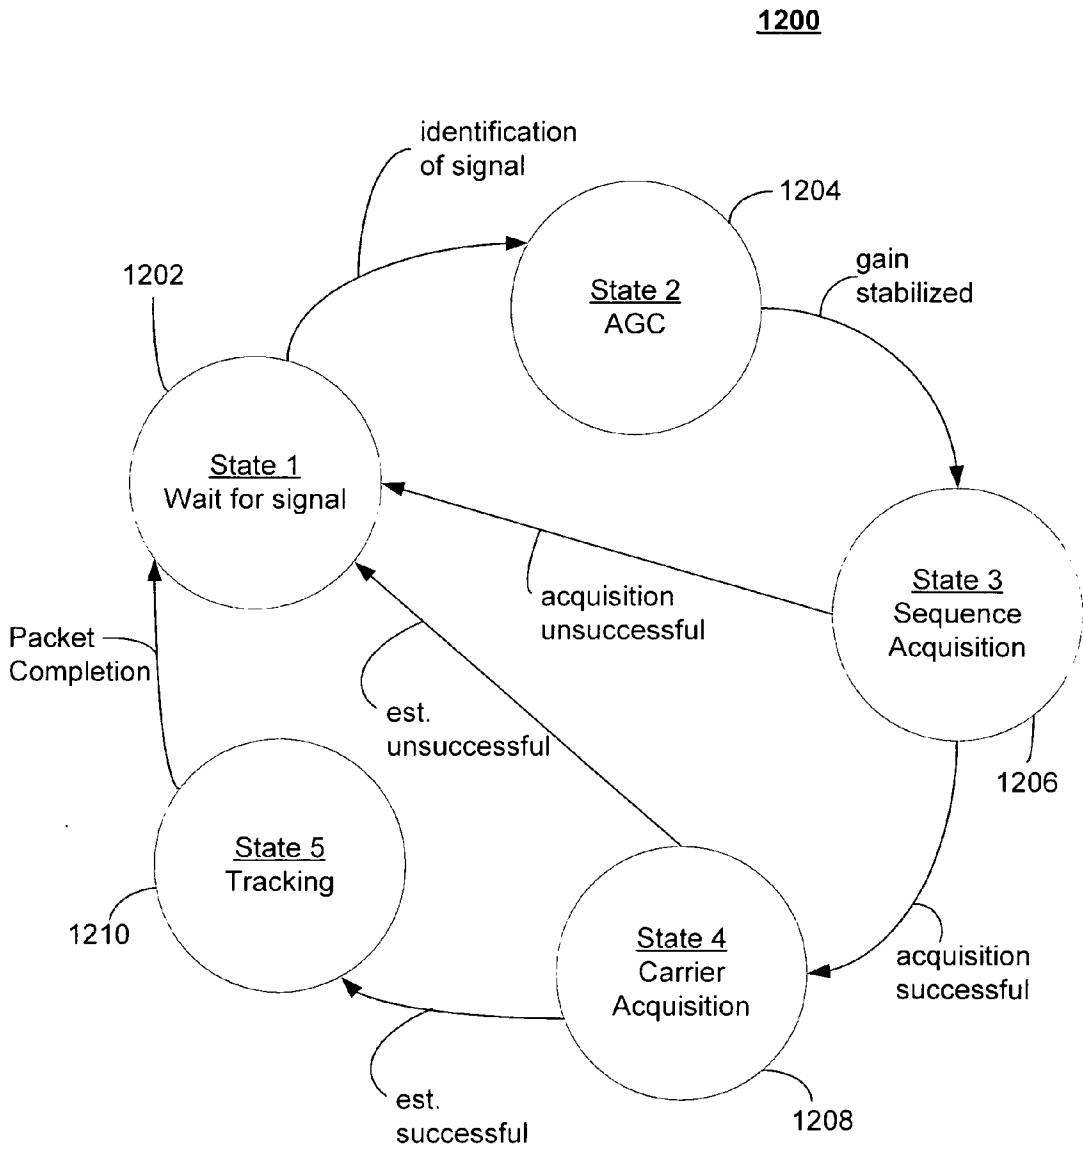 1200
identification
of signal
1204
gain
stabilized
1202
State 2
AGC
State 1
Wait for signal
State 3
Sequence
Acquisition
acquisition
unsuccessful
Packet
Completion
est.
unsuccessful
1206
State 5
Tracking
1210
State 4
Carrier
Acquisition
acquisition
successful
est.
successful
1208